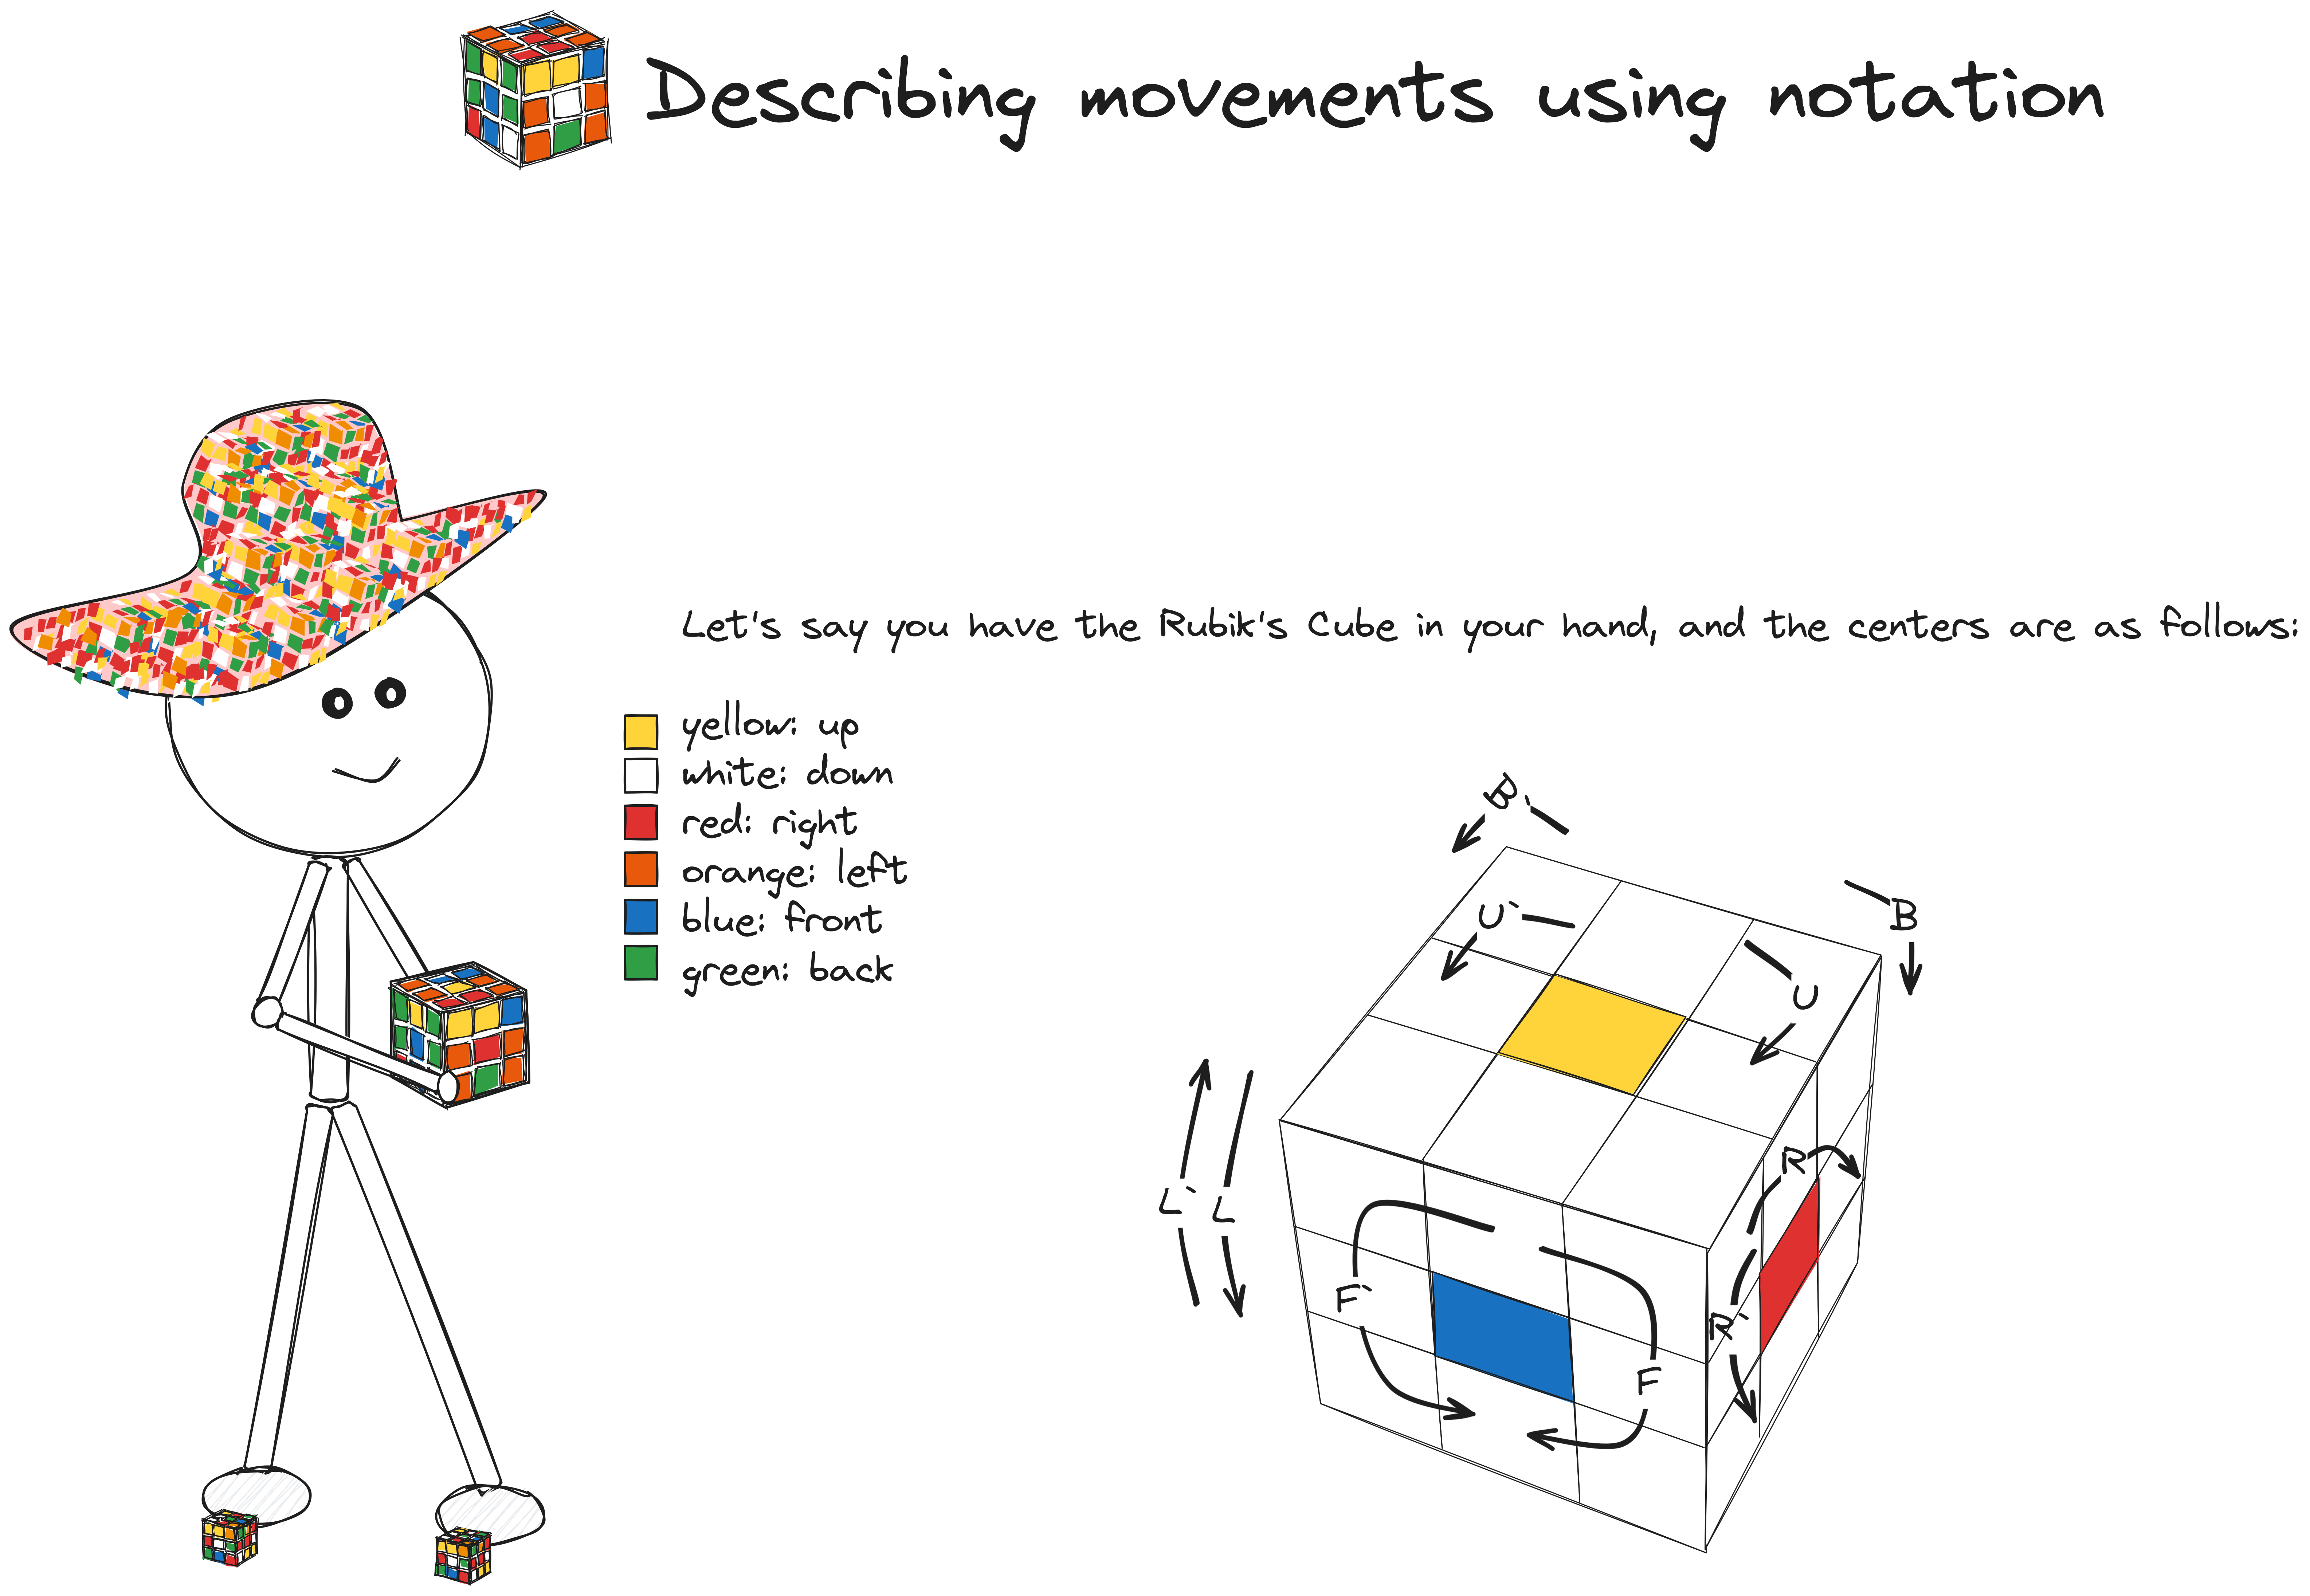 Describing movements using notation
Let's say you have the Rubik's Cube in your hand, and the centers are as follows:
yellow: up
white: down
red: right
orange: left
blue: front
green: back
B`
B
U`
U
R
L`
L
F`
R`
F